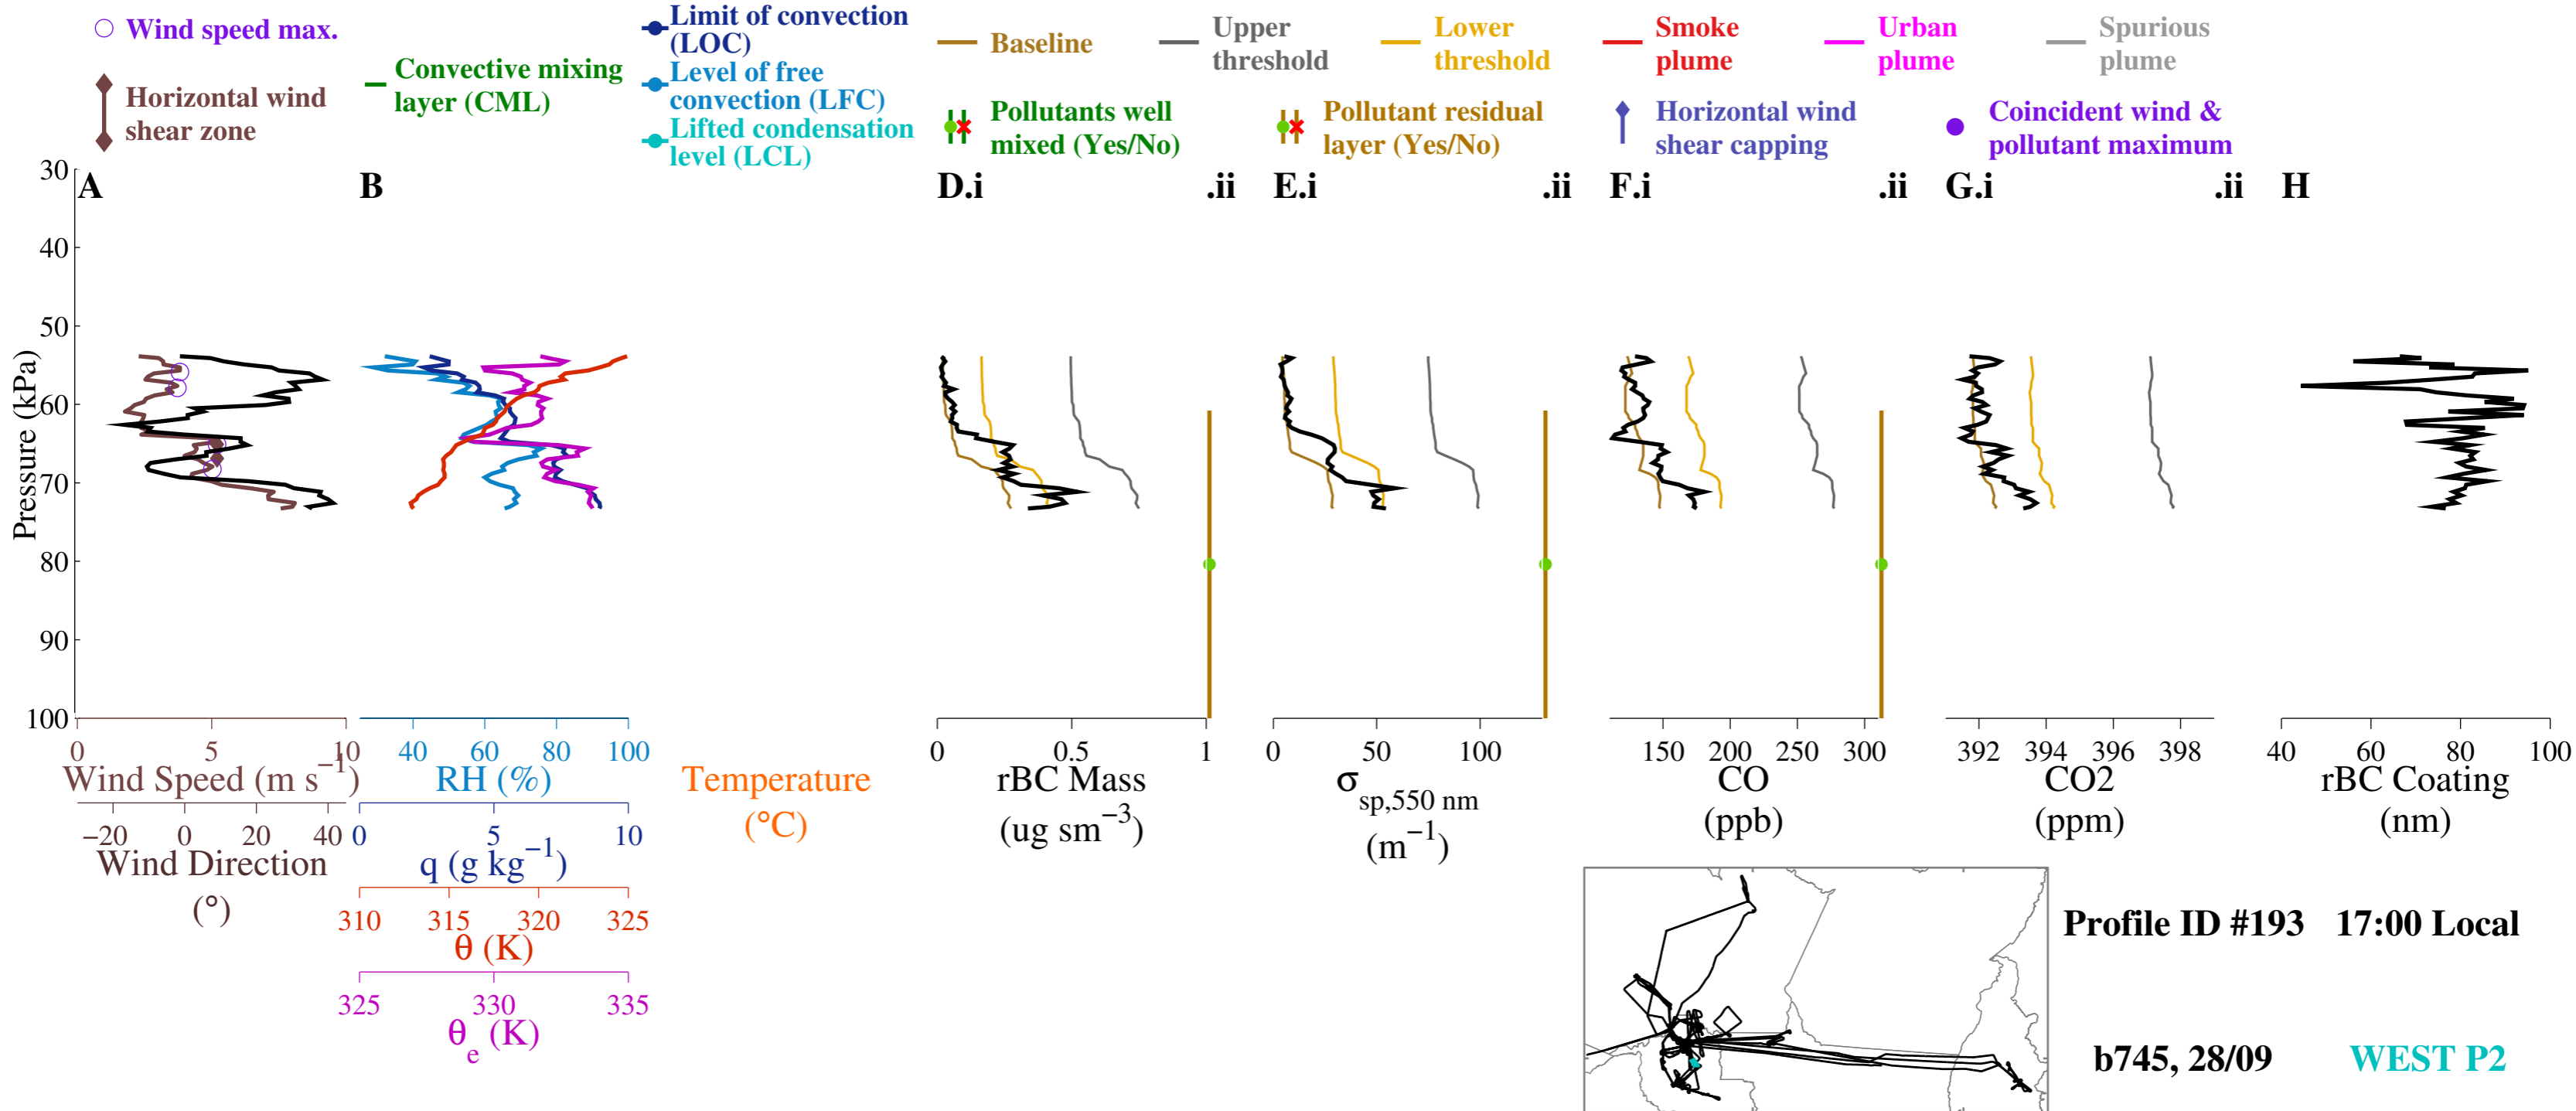 Wind speed max.
Horizontal wind
shear zone
Convective mixing
layer (CML)
Limit of convection
(LOC)
Level of free
convection (LFC)
Lifted condensation
level (LCL)
Baseline
Upper
threshold
Lower
threshold
Smoke
plume
Urban
plume
Spurious
plume
Pollutants well
mixed (Yes/No)
Pollutant residual
layer (Yes/No)
Horizontal wind
shear capping
Coincident wind &
pollutant maximum
A B D.i .ii E.i .ii F.i .ii G.i .ii H
Pressure (kPa)
30
40
50
60
70
80
90
100
0 5 10
Wind Speed (m s−1)
−20 0 20 40
Wind Direction
(°)
40 60 80 100
RH (%)
0 5 10
q (g kg−1)
310 315 320 325
θ (K)
325 330 335
θe (K)
Temperature
(°C)
0 0.5 1
rBC Mass
(ug sm−3)
0 50 100
σsp,550 nm
(m−1)
150 200 250 300
CO
(ppb)
392 394 396 398
CO2
(ppm)
40 60 80 100
rBC Coating
(nm)
Profile ID #193 17:00 Local
b745, 28/09 WEST P2